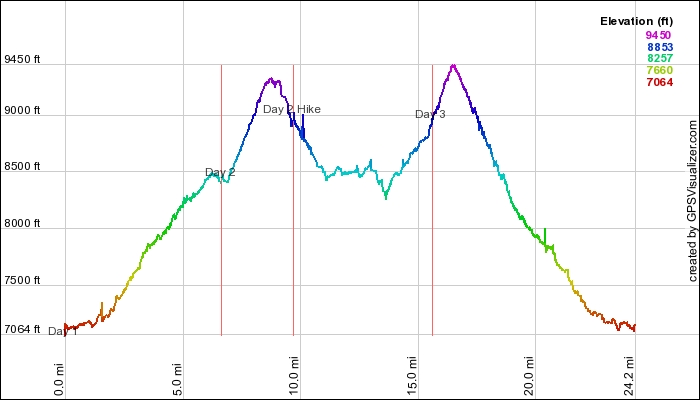 Elevation (ft)
9450
8853
8257
7660
7064
9450 ft
9000 ft
8500 ft
8000 ft
7500 ft
7064 ft
Day 1
Day 2
Day 2 Hike
Day 3
0.0 mi
5.0 mi
10.0 mi
15.0 mi
20.0 mi
24.2 mi
created by GPSVisualizer.com